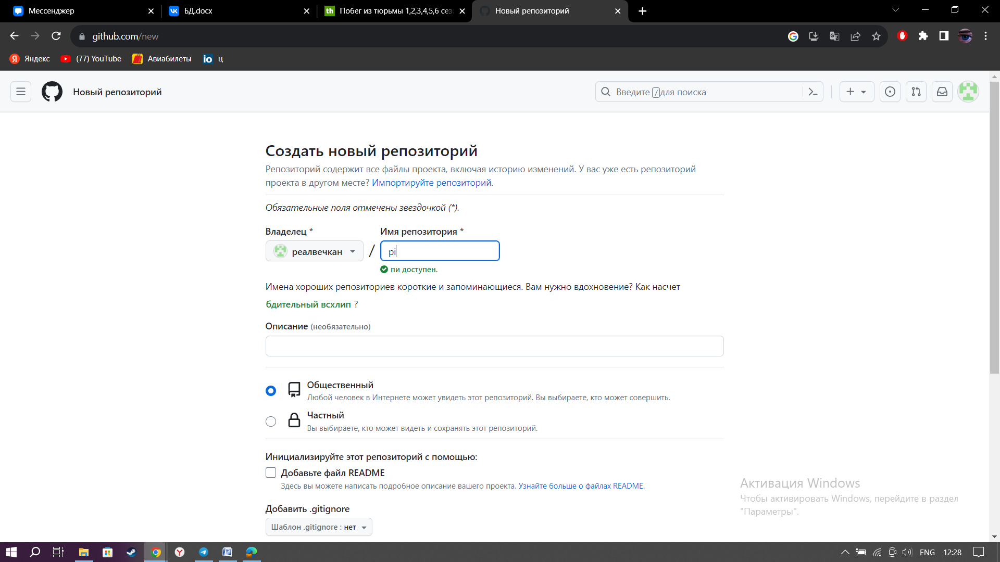 Мессенджер
БД.docx
Побег из тюрьмы 1,2,3,4,5,6 сез
Новый репозиторий
github.com/new
Яндекс
(77) YouTube
Авиабилеты
io ц
Новый репозиторий
Введите / для поиска
Создать новый репозиторий
Репозиторий содержит все файлы проекта, включая историю изменений. У вас уже есть репозиторий
проекта в другом месте? Импортируйте репозиторий.
Обязательные поля отмечены звездочкой (*).
Владелец *
Имя репозитория *
реалвечкан
/
pi
пи доступен.
Имена хороших репозиториев короткие и запоминающиеся. Вам нужно вдохновение? Как насчет
бдительный всхлип ?
Описание (необязательно)
Общественный
Любой человек в Интернете может увидеть этот репозиторий. Вы выбираете, кто может совершить.
Частный
Вы выбираете, кто может видеть и сохранять этот репозиторий.
Инициализируйте этот репозиторий с помощью:
Добавьте файл README
Здесь вы можете написать подробное описание вашего проекта. Узнайте больше о файлах README.
Добавить .gitignore
Шаблон .gitignore : нет
Активация Windows
Чтобы активировать Windows, перейдите в раздел
"Параметры".
ENG
12:28